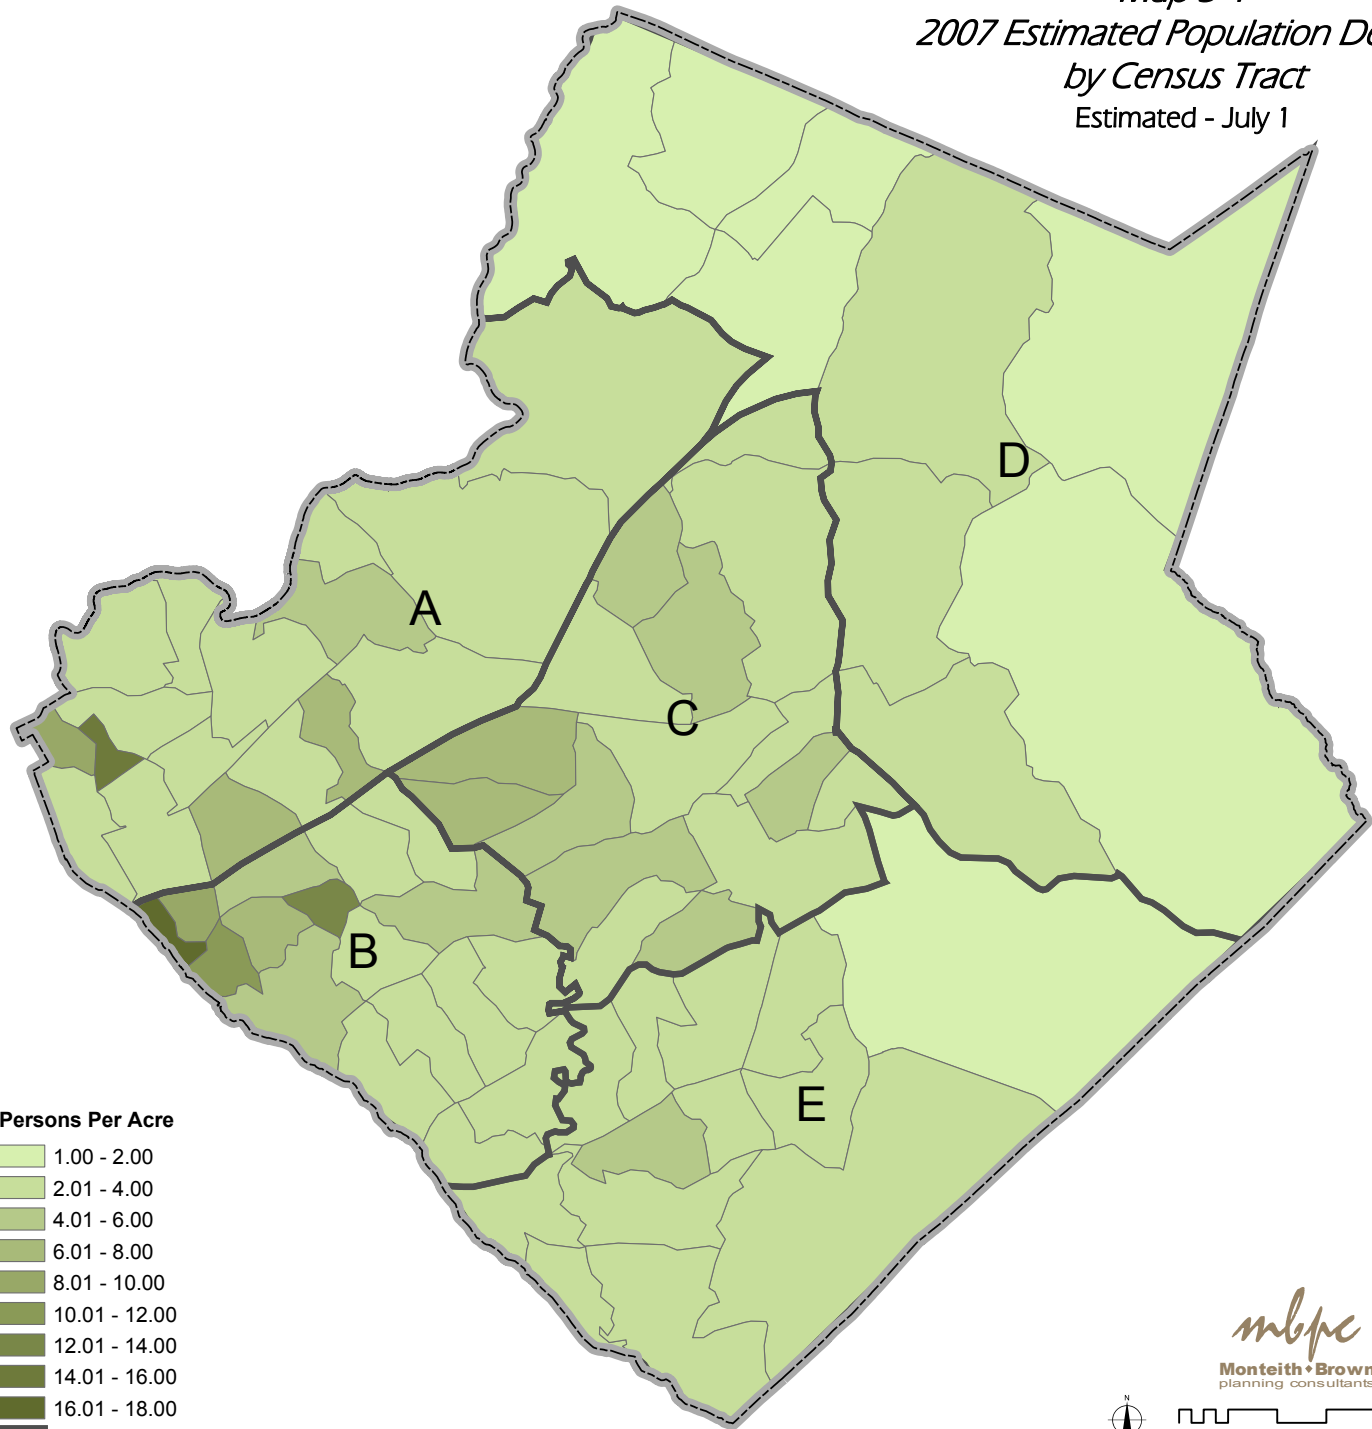 2007 Estimated Population
by Census Tract
Estimated - July 1
D
A
C
B
E
Persons Per Acre
1.00 - 2.00
2.01 - 4.00
4.01 - 6.00
6.01 - 8.00
8.01 - 10.00
10.01 - 12.00
12.01 - 14.00
14.01 - 16.00
16.01 - 18.00
mbpc
Monteith♦Brown
planning consultants
N